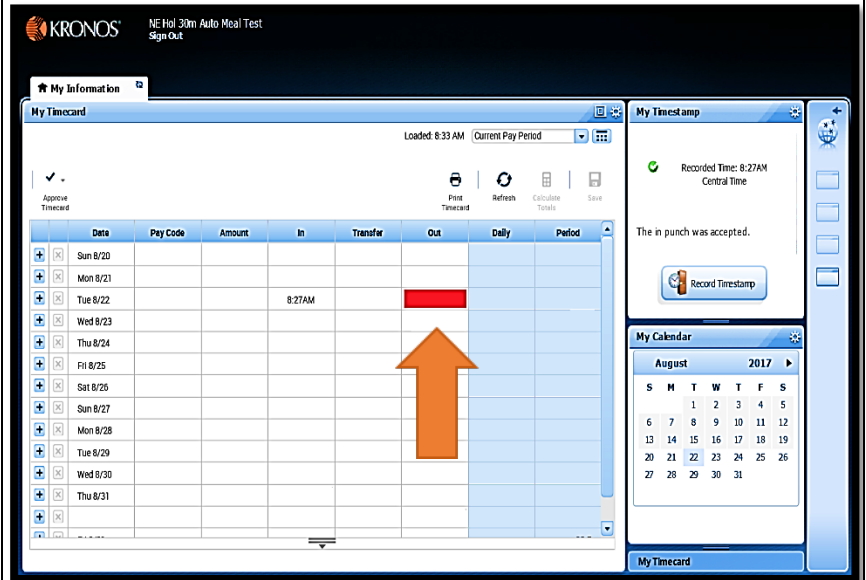 KRONOS
NE Hol 30m Auto Meal Test
Sign Out
My Information
My Timecard
Loaded: 8:33 AM Current Pay Period
Approve Timecard
Print Timecard
Refresh
Calculate Totals
Save
Date Pay Code Amount In Transfer Out Daily Period
Sun 8/20
Mon 8/21
Tue 8/22 8:27AM
Wed 8/23
Thu 8/24
Fri 8/25
Sat 8/26
Sun 8/27
Mon 8/28
Tue 8/29
Wed 8/30
Thu 8/31
My Timestamp
Recorded Time: 8:27AM
Central Time
The in punch was accepted.
Record Timestamp
My Calendar
August 2017
S M T W T F S
1 2 3 4 5
6 7 8 9 10 11 12
13 14 15 16 17 18 19
20 21 22 23 24 25 26
27 28 29 30 31
My Timecard